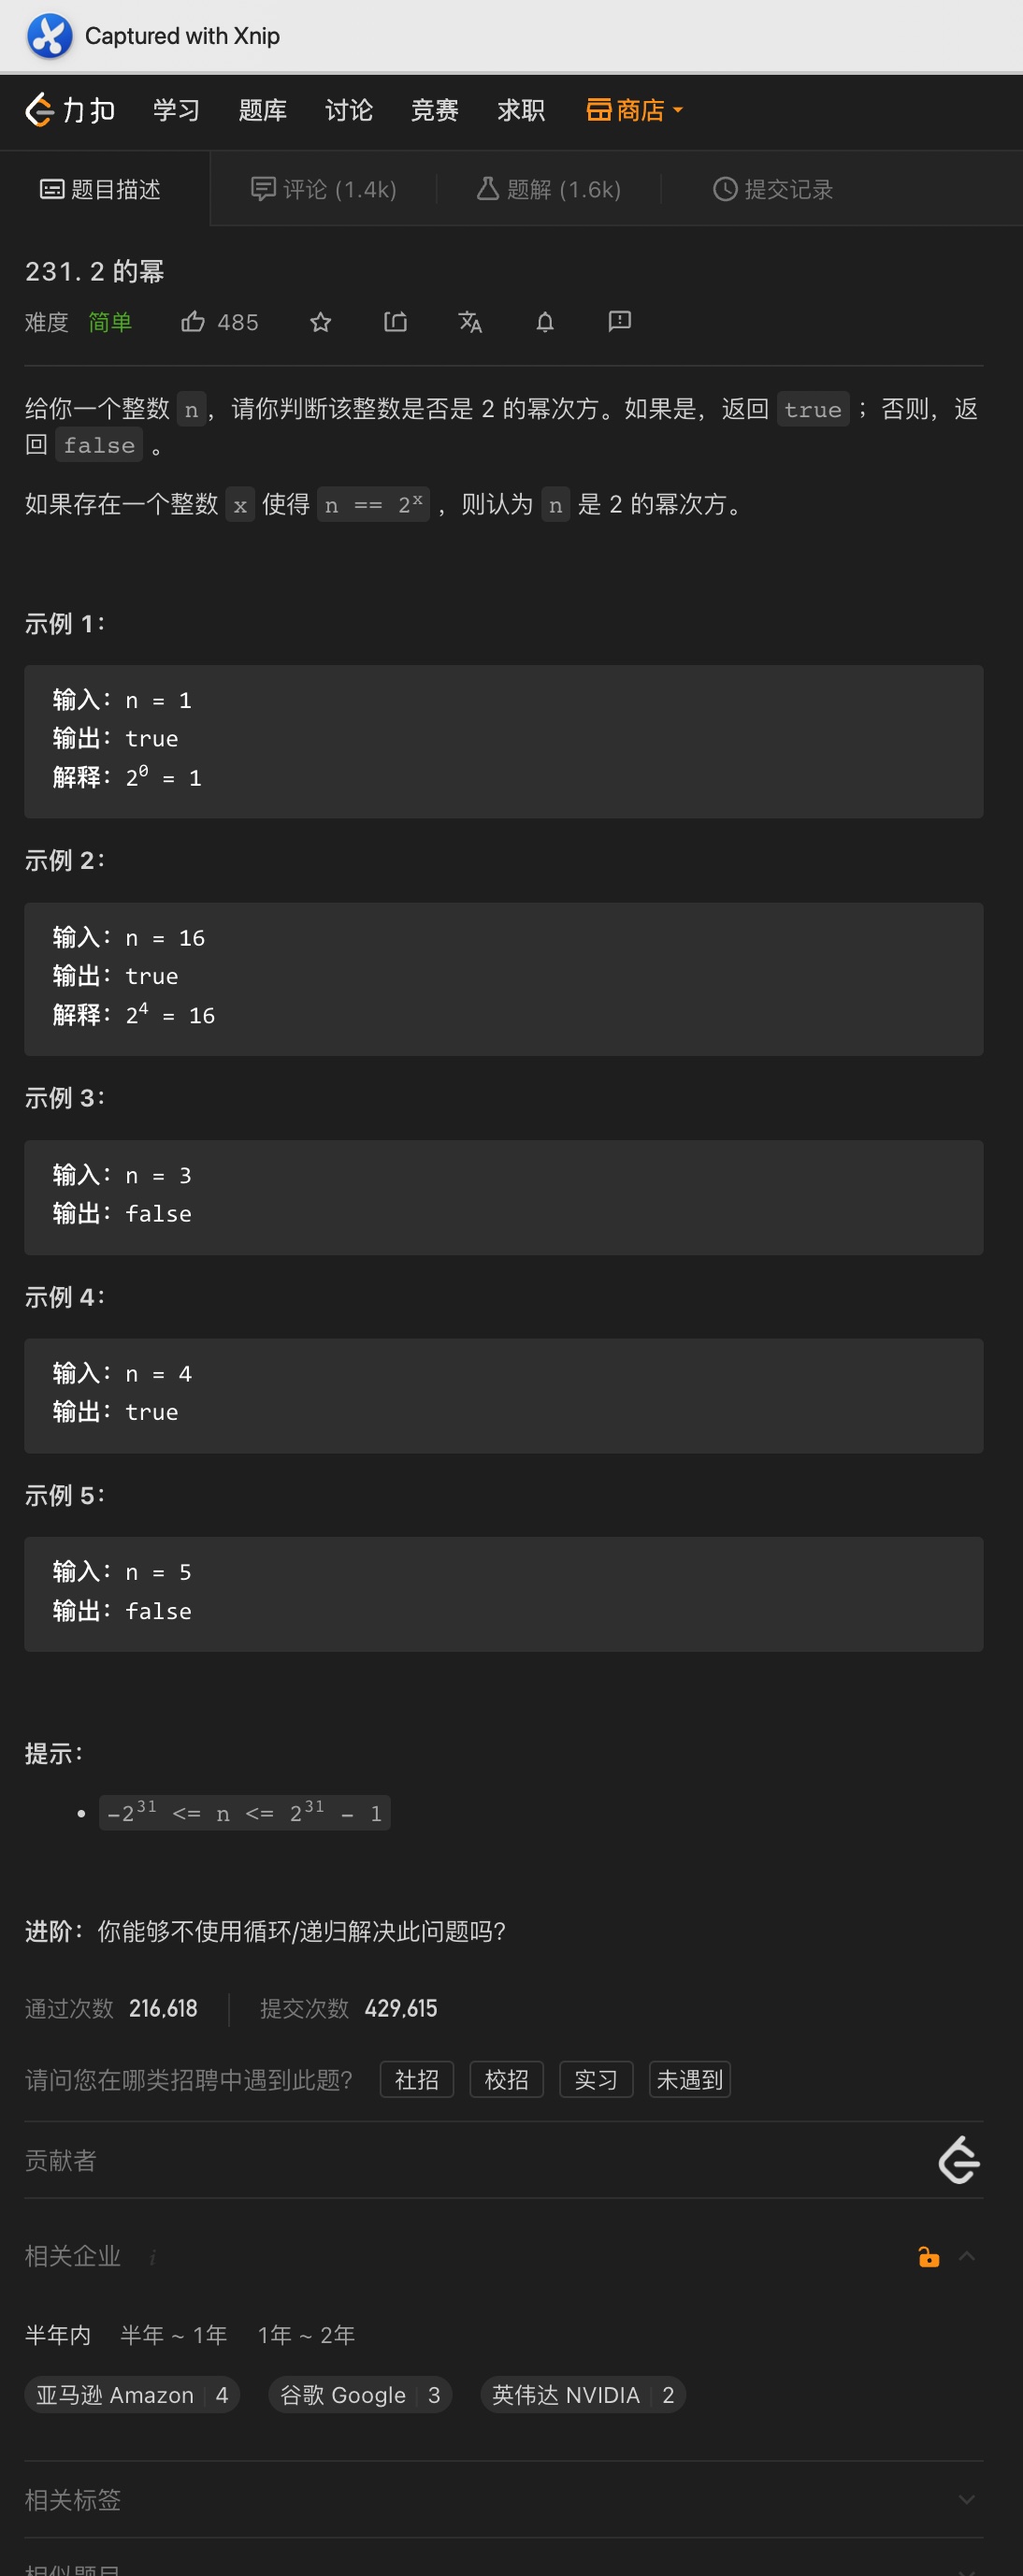 Captured with Xnip
力扣 学习 题库 讨论 竞赛 求职 商店
题目描述 评论 (1.4k) 题解 (1.6k) 提交记录
231. 2 的幂
难度 简单 485
给你一个整数 n，请你判断该整数是否是 2 的幂次方。如果是，返回 true ；否则，返
回 false 。
如果存在一个整数 x 使得 n == 2ˣ ，则认为 n 是 2 的幂次方。
示例 1：
输入：n = 1
输出：true
解释：2⁰ = 1
示例 2：
输入：n = 16
输出：true
解释：2⁴ = 16
示例 3：
输入：n = 3
输出：false
示例 4：
输入：n = 4
输出：true
示例 5：
输入：n = 5
输出：false
提示：
• -2³¹ <= n <= 2³¹ - 1
进阶：你能够不使用循环/递归解决此问题吗？
通过次数 216,618 提交次数 429,615
请问您在哪类招聘中遇到此题？ 社招 校招 实习 未遇到
贡献者
相关企业 i
半年内 半年 ~ 1年 1年 ~ 2年
亚马逊 Amazon 4 谷歌 Google 3 英伟达 NVIDIA 2
相关标签
相似题目